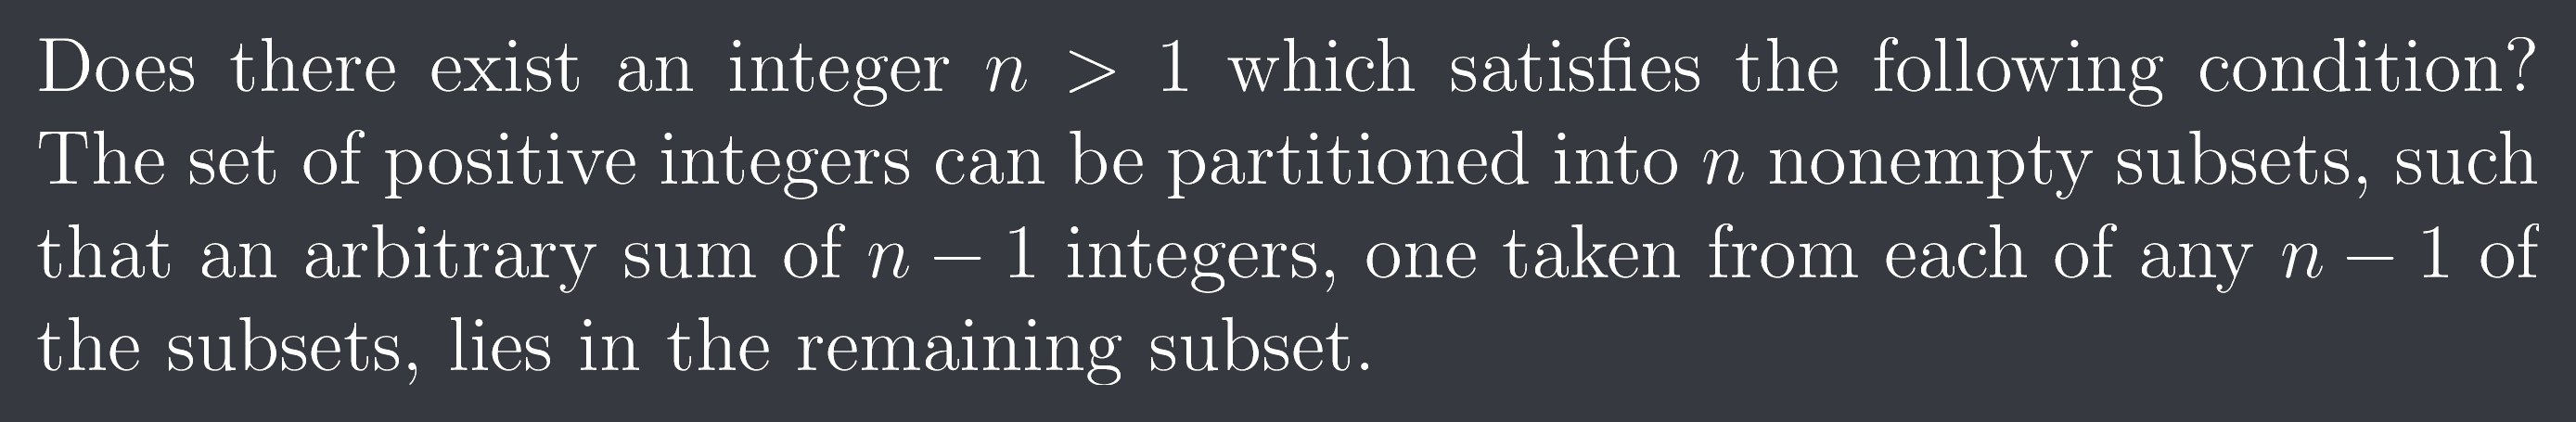 Does there exist an integer n > 1 which satisfies the following condition?
The set of positive integers can be partitioned into n nonempty subsets, such
that an arbitrary sum of n − 1 integers, one taken from each of any n − 1 of
the subsets, lies in the remaining subset.